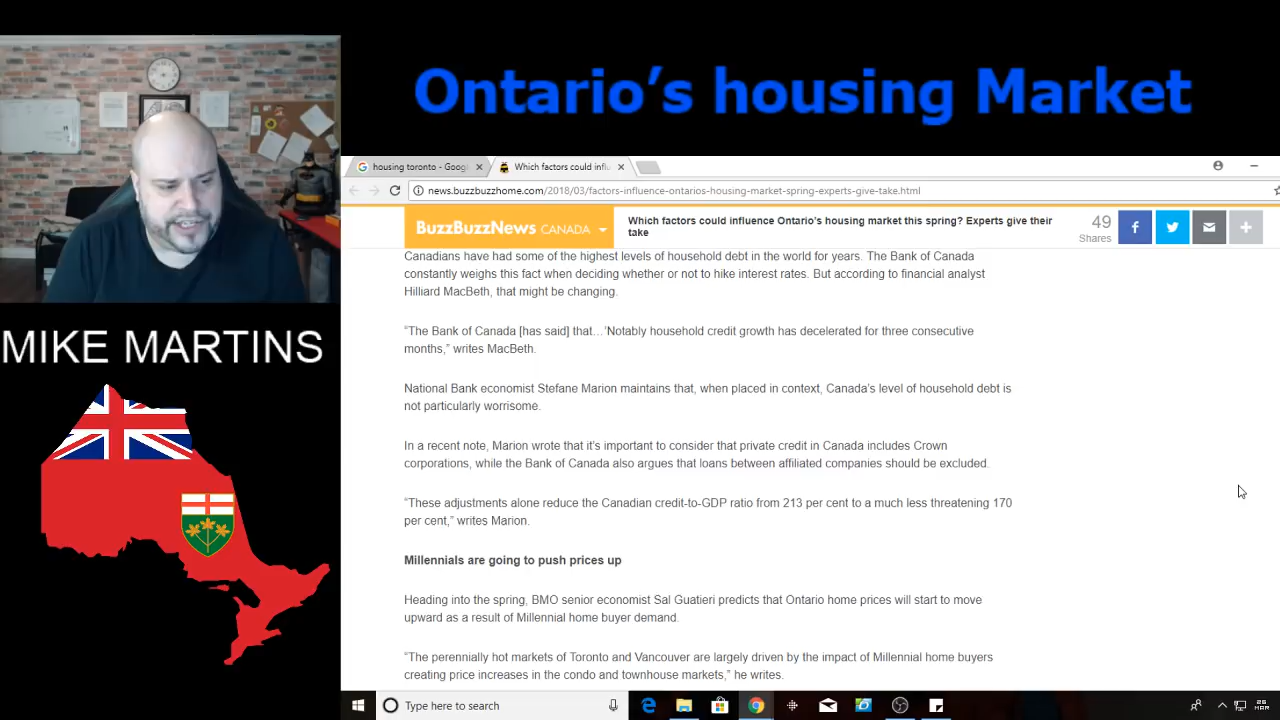 Ontario's housing Market
housing toronto - Goog
Which factors could influ
news.buzzbuzzhome.com/2018/03/factors-influence-ontarios-housing-market-spring-experts-give-take.html
BuzzBuzzNews CANADA
Which factors could influence Ontario's housing market this spring? Experts give their
take
49
Shares
Canadians have had some of the highest levels of household debt in the world for years. The Bank of Canada
constantly weighs this fact when deciding whether or not to hike interest rates. But according to financial analyst
Hilliard MacBeth, that might be changing.
“The Bank of Canada [has said] that…‘Notably household credit growth has decelerated for three consecutive
months,” writes MacBeth.
National Bank economist Stefane Marion maintains that, when placed in context, Canada’s level of household debt is
not particularly worrisome.
In a recent note, Marion wrote that it’s important to consider that private credit in Canada includes Crown
corporations, while the Bank of Canada also argues that loans between affiliated companies should be excluded.
“These adjustments alone reduce the Canadian credit-to-GDP ratio from 213 per cent to a much less threatening 170
per cent,” writes Marion.
Millennials are going to push prices up
Heading into the spring, BMO senior economist Sal Guatieri predicts that Ontario home prices will start to move
upward as a result of Millennial home buyer demand.
“The perennially hot markets of Toronto and Vancouver are largely driven by the impact of Millennial home buyers
creating price increases in the condo and townhouse markets,” he writes.
MIKE MARTINS
Type here to search